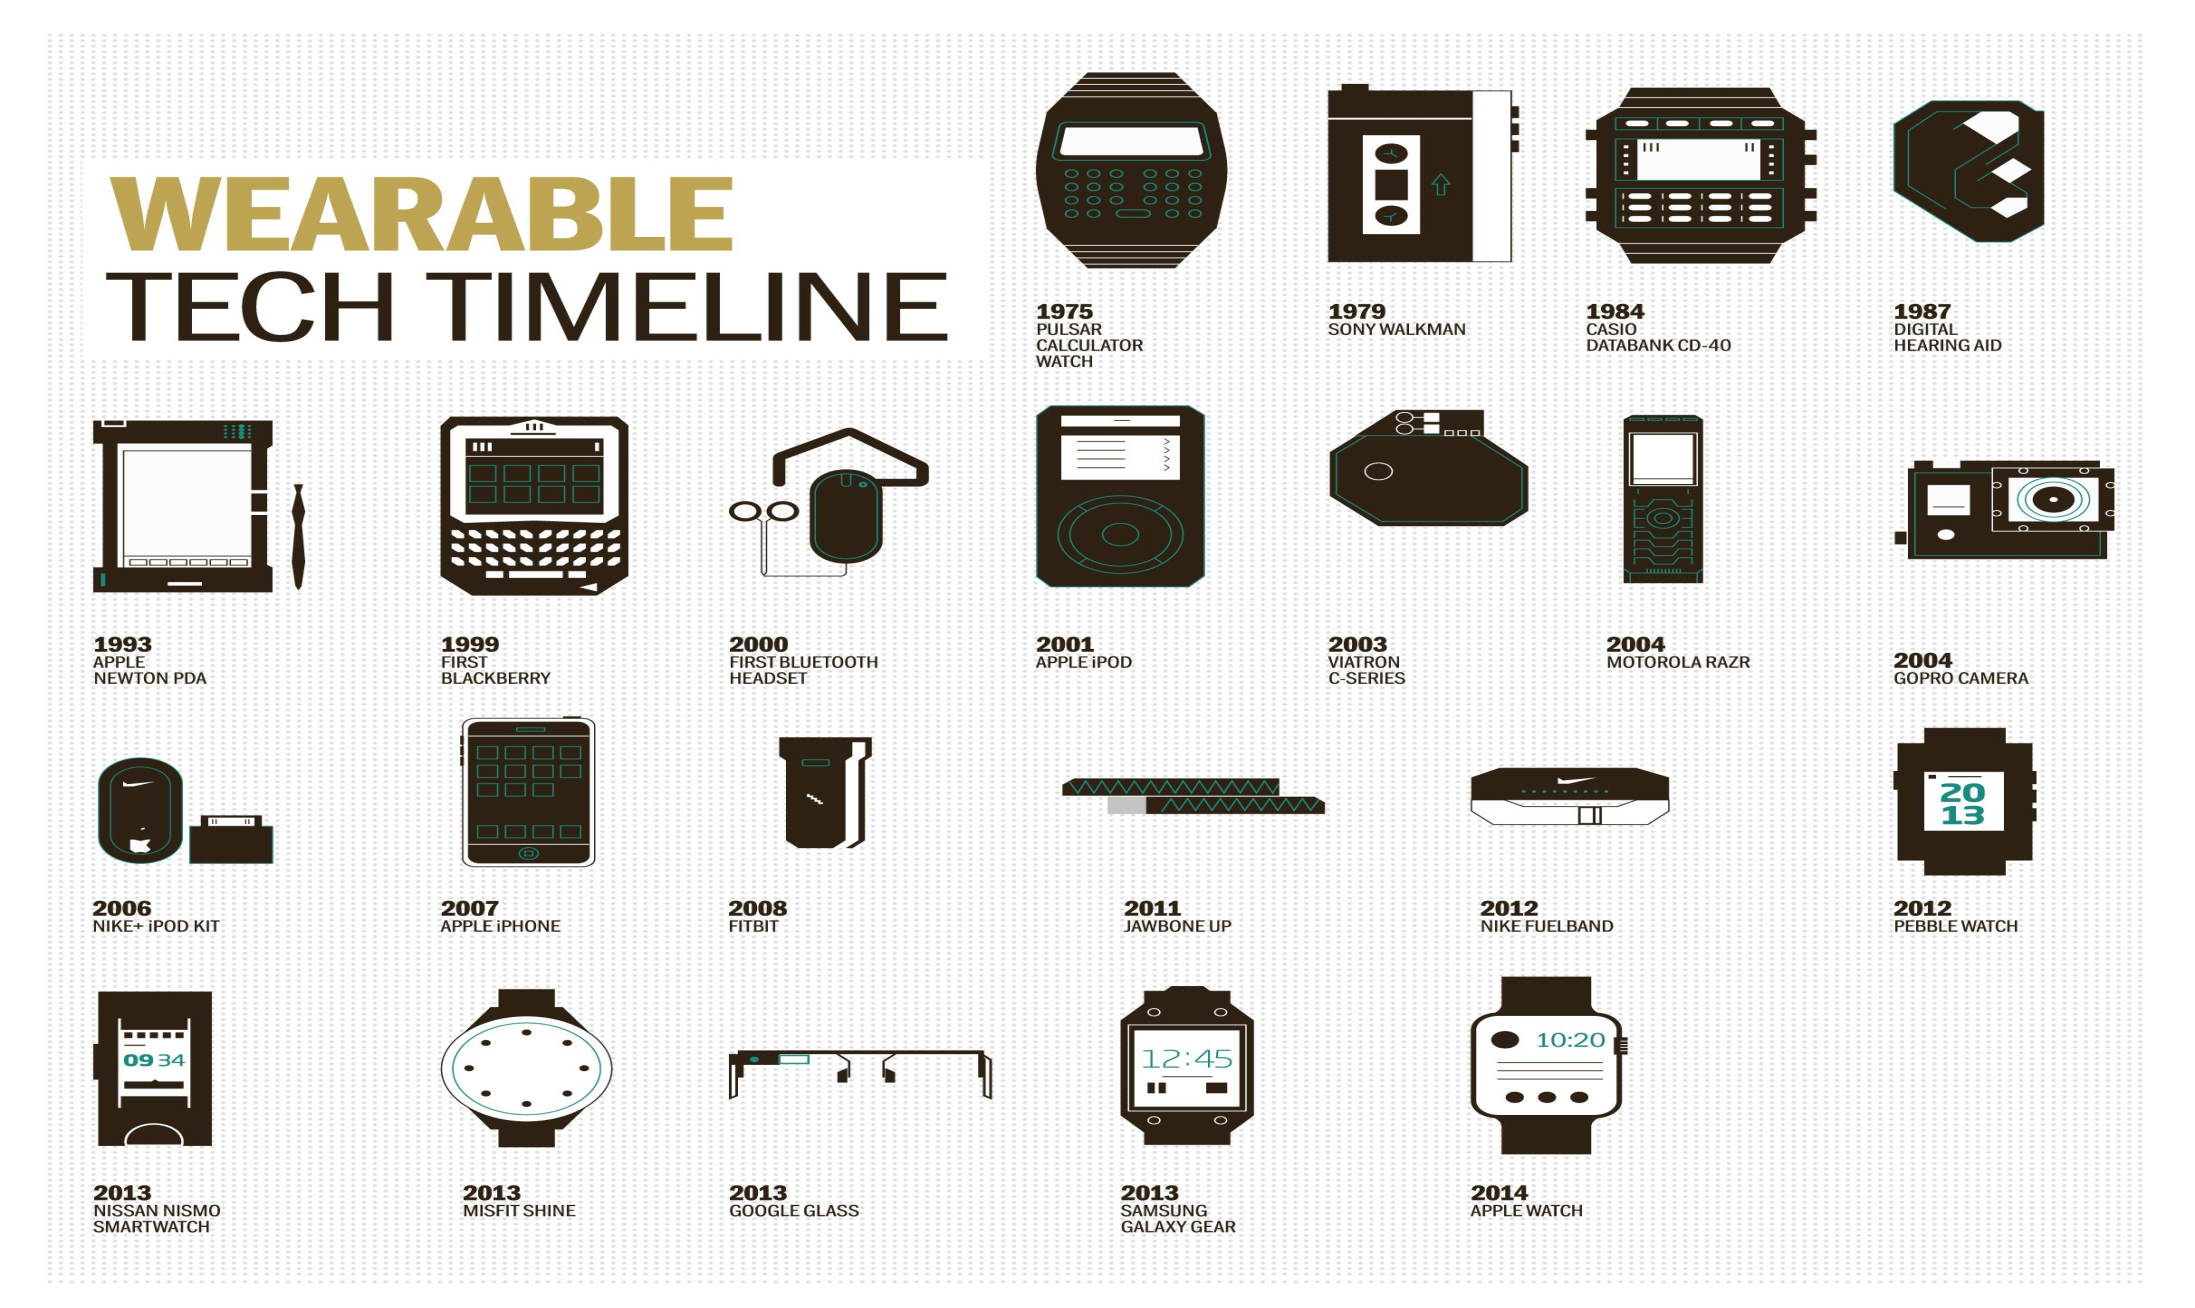 WEARABLE
TECH TIMELINE
1975
PULSAR
CALCULATOR
WATCH
1979
SONY WALKMAN
1984
CASIO
DATABANK CD-40
1987
DIGITAL
HEARING AID
1993
APPLE
NEWTON PDA
1999
FIRST
BLACKBERRY
2000
FIRST BLUETOOTH
HEADSET
2001
APPLE iPOD
2003
VIATRON
C-SERIES
2004
MOTOROLA RAZR
2004
GOPRO CAMERA
2006
NIKE+ iPOD KIT
2007
APPLE iPHONE
2008
FITBIT
2011
JAWBONE UP
2012
NIKE FUELBAND
20
13
2012
PEBBLE WATCH
09 34
2013
NISSAN NISMO
SMARTWATCH
2013
MISFIT SHINE
2013
GOOGLE GLASS
12:45
2013
SAMSUNG
GALAXY GEAR
10:20
2014
APPLE WATCH